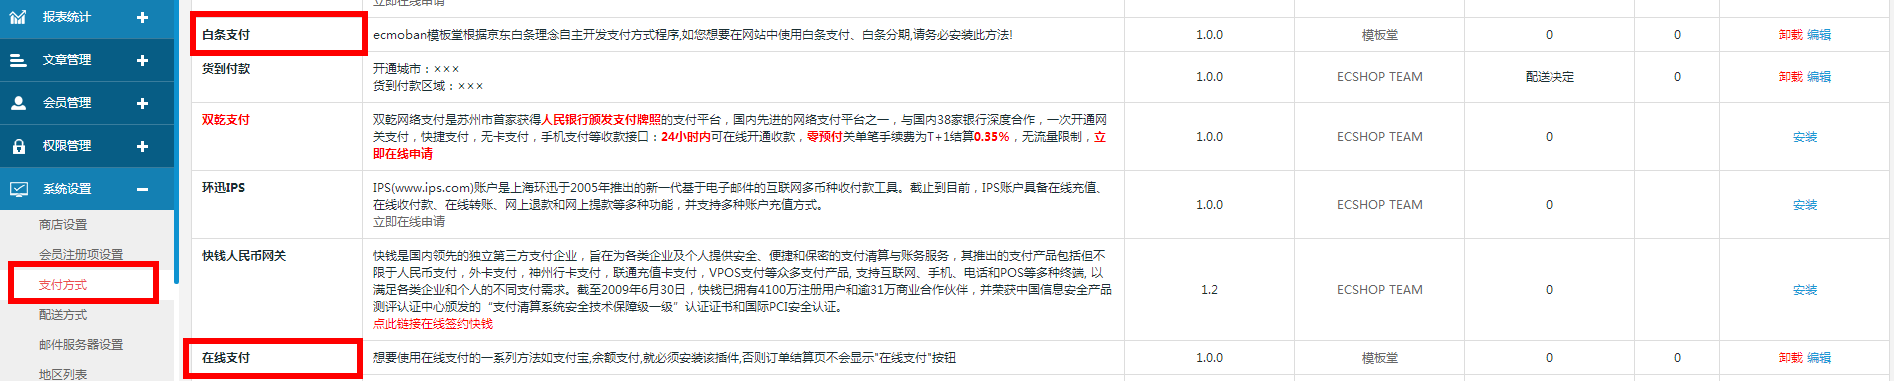 报表统计
文章管理
会员管理
权限管理
系统设置
商店设置
会员注册项设置
支付方式
配送方式
邮件服务器设置
地区列表
立即在线申请
白条支付 ecmoban模板堂根据京东白条理念自主开发支付方式程序,如您想要在网站中使用白条支付、白条分期,请务必安装此方法! 1.0.0 模板堂 0 0 卸载 编辑
货到付款 开通城市：××× 1.0.0 ECSHOP TEAM 配送决定 0 卸载 编辑
货到付款区域：×××
双乾支付 双乾网络支付是苏州市首家获得人民银行颁发支付牌照的支付平台，国内先进的网络支付平台之一，与国内38家银行深度合作，一次开通网
关支付，快捷支付，无卡支付，手机支付等收款接口：24小时内可在线开通收款，零预付关单笔手续费为T+1结算0.35%，无流量限制，立 1.0.0 ECSHOP TEAM 0 安装
即在线申请
环迅IPS IPS(www.ips.com)账户是上海环迅于2005年推出的新一代基于电子邮件的互联网多币种收付款工具。截止到目前，IPS账户具备在线充值、
在线收付款、在线转账、网上退款和网上提款等多种功能，并支持多种账户充值方式。 1.0.0 ECSHOP TEAM 0 安装
立即在线申请
快钱人民币网关 快钱是国内领先的独立第三方支付企业，旨在为各类企业及个人提供安全、便捷和保密的支付清算与账务服务，其推出的支付产品包括但不
限于人民币支付，外卡支付，神州行卡支付，联通充值卡支付，VPOS支付等众多支付产品, 支持互联网、手机、电话和POS等多种终端, 以
满足各类企业和个人的不同支付需求。截至2009年6月30日，快钱已拥有4100万注册用户和逾31万商业合作伙伴，并荣获中国信息安全产品 1.2 ECSHOP TEAM 0 安装
测评认证中心颁发的“支付清算系统安全技术保障级一级”认证证书和国际PCI安全认证。
点此链接在线签约快钱
在线支付 想要使用在线支付的一系列方法如支付宝,余额支付,就必须安装该插件,否则订单结算页不会显示"在线支付"按钮 1.0.0 模板堂 0 0 卸载 编辑